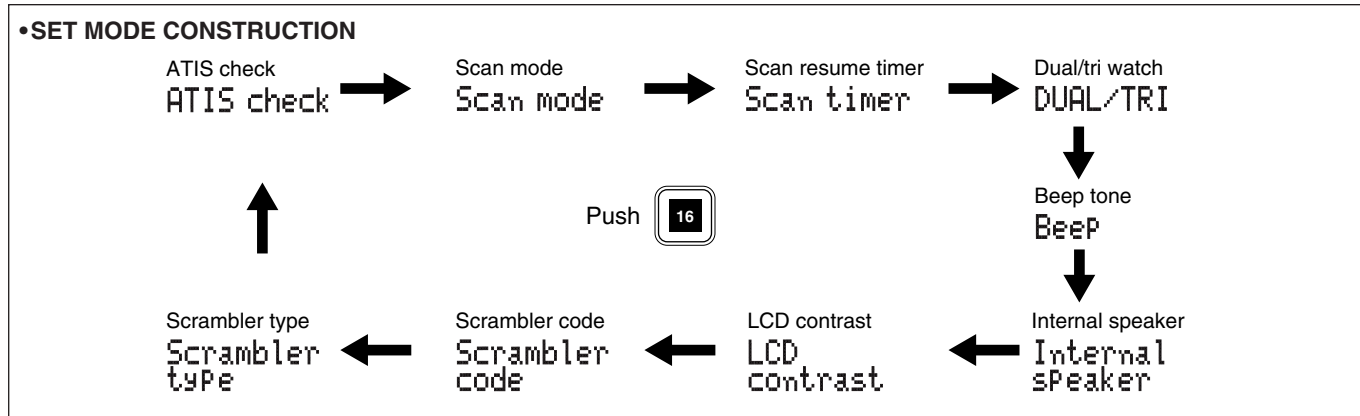 •SET MODE CONSTRUCTION
ATIS check
ATIS check
Scan mode
Scan mode
Scan resume timer
Scan timer
Dual/tri watch
DUAL/TRI
Push 16
Beep tone
Beep
Scrambler type
Scrambler
type
Scrambler code
Scrambler
code
LCD contrast
LCD
contrast
Internal speaker
Internal
speaker